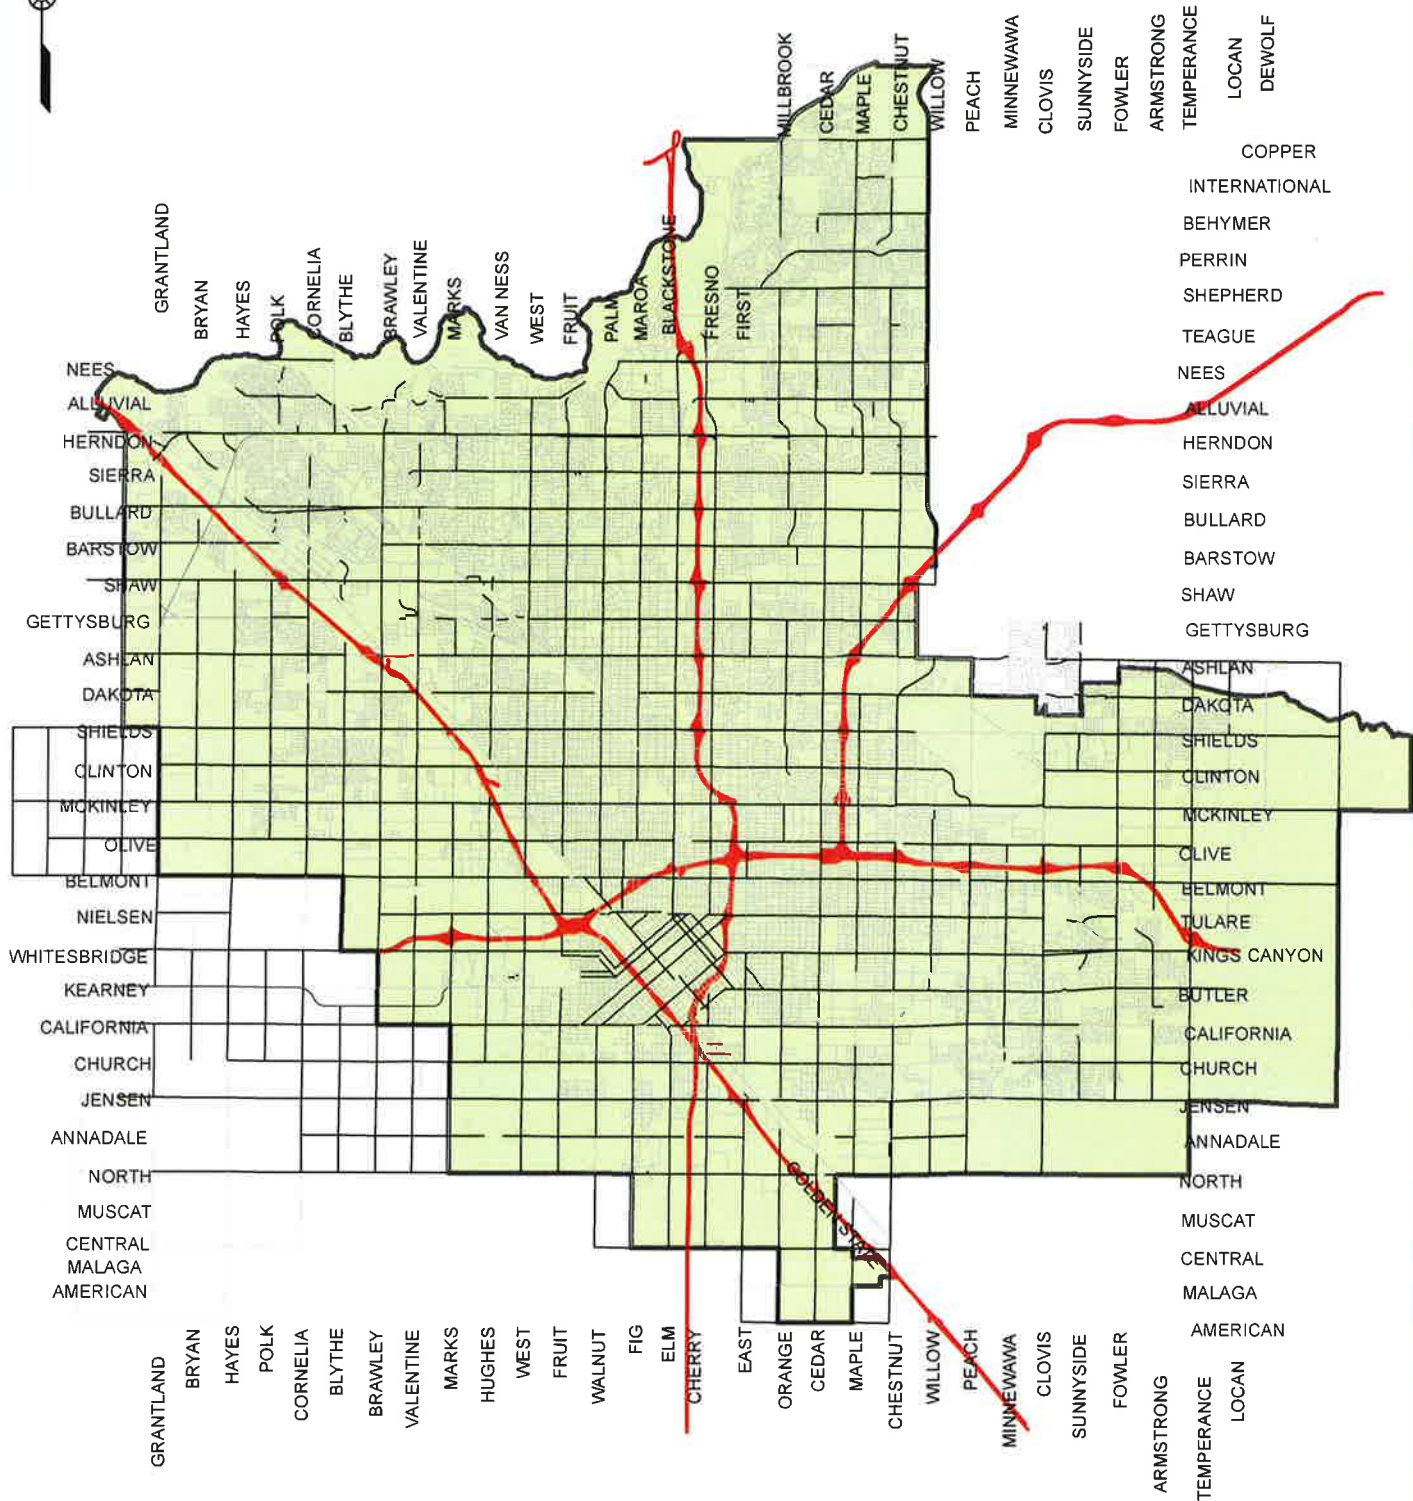 MILLBROOK
CEDAR
MAPLE
CHESTNUT
WILLOW
PEACH
MINNEWAWA
CLOVIS
SUNNYSIDE
FOWLER
ARMSTRONG
TEMPERANCE
LOCAN
DEWOLF
GRANTLAND
BRYAN
HAYES
POLK
CORNELIA
BLYTHE
BRAWLEY
VALENTINE
MARKS
VAN NESS
WEST
FRUIT
PALM
MAROA
BLACKSTONE
FRESNO
FIRST
COPPER
INTERNATIONAL
BEHYMER
PERRIN
SHEPHERD
TEAGUE
NEES
ALLUVIAL
HERNDON
SIERRA
BULLARD
BARSTOW
SHAW
GETTYSBURG
ASHLAN
DAKOTA
SHIELDS
CLINTON
MCKINLEY
CLIVE
BELMONT
TULARE
KINGS CANYON
BUTLER
CALIFORNIA
CHURCH
JENSEN
ANNADALE
NORTH
MUSCAT
CENTRAL
MALAGA
AMERICAN
NEES
ALLUVIAL
HERNDON
SIERRA
BULLARD
BARSTOW
SHAW
GETTYSBURG
ASHLAN
DAKOTA
SHIELDS
CLINTON
MCKINLEY
OLIVE
BELMONT
NIELSEN
WHITESBRIDGE
KEARNEY
CALIFORNIA
CHURCH
JENSEN
ANNADALE
NORTH
MUSCAT
CENTRAL
MALAGA
AMERICAN
GOLDEN STATE
GRANTLAND
BRYAN
HAYES
POLK
CORNELIA
BLYTHE
BRAWLEY
VALENTINE
MARKS
HUGHES
WEST
FRUIT
WALNUT
FIG
ELM
CHERRY
EAST
ORANGE
CEDAR
MAPLE
CHESTNUT
WILLOW
PEACH
MINNEWAWA
CLOVIS
SUNNYSIDE
FOWLER
ARMSTRONG
TEMPERANCE
LOCAN